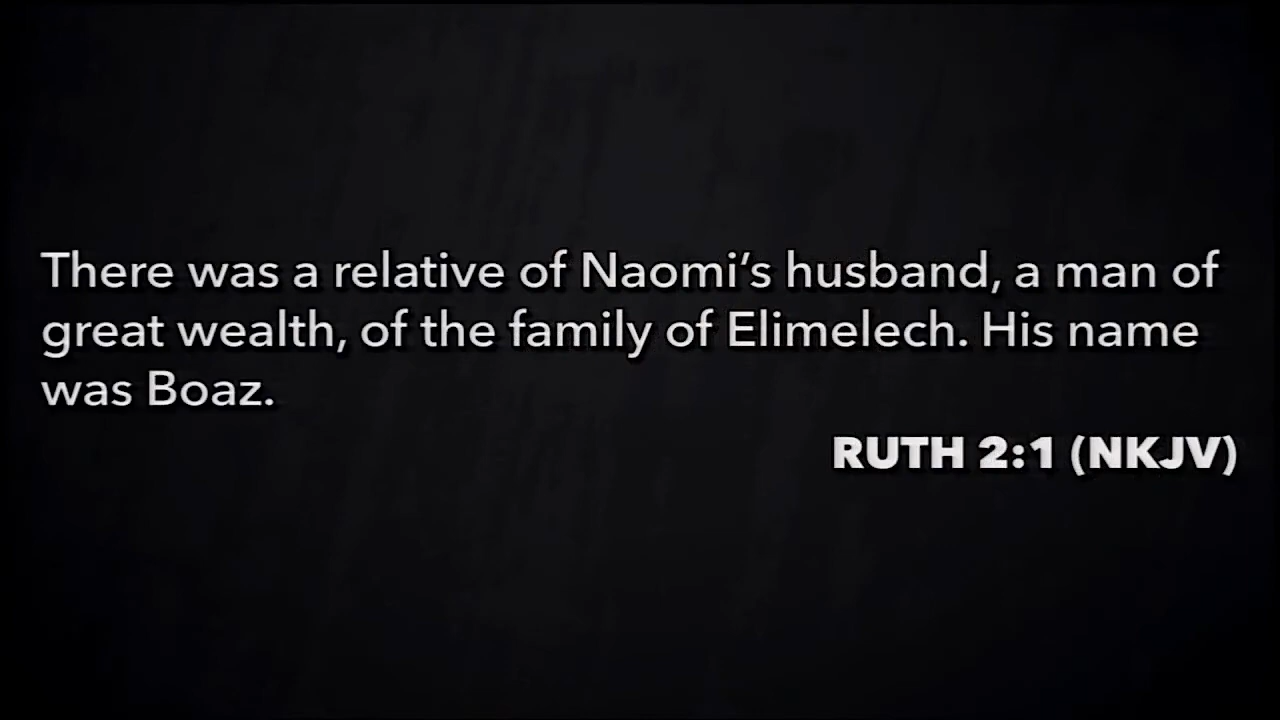 There was a relative of Naomi’s husband, a man of
great wealth, of the family of Elimelech. His name
was Boaz.
RUTH 2:1 (NKJV)